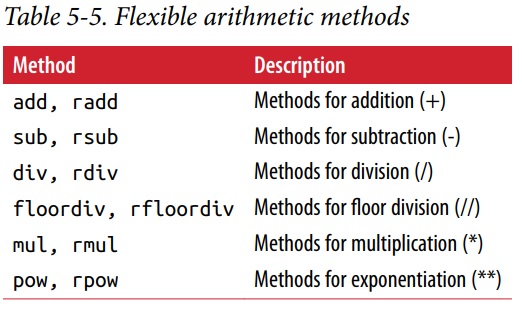 Table 5-5. Flexible arithmetic methods
Method Description
add, radd Methods for addition (+)
sub, rsub Methods for subtraction (-)
div, rdiv Methods for division (/)
floordiv, rfloordiv Methods for floor division (//)
mul, rmul Methods for multiplication (*)
pow, rpow Methods for exponentiation (**)